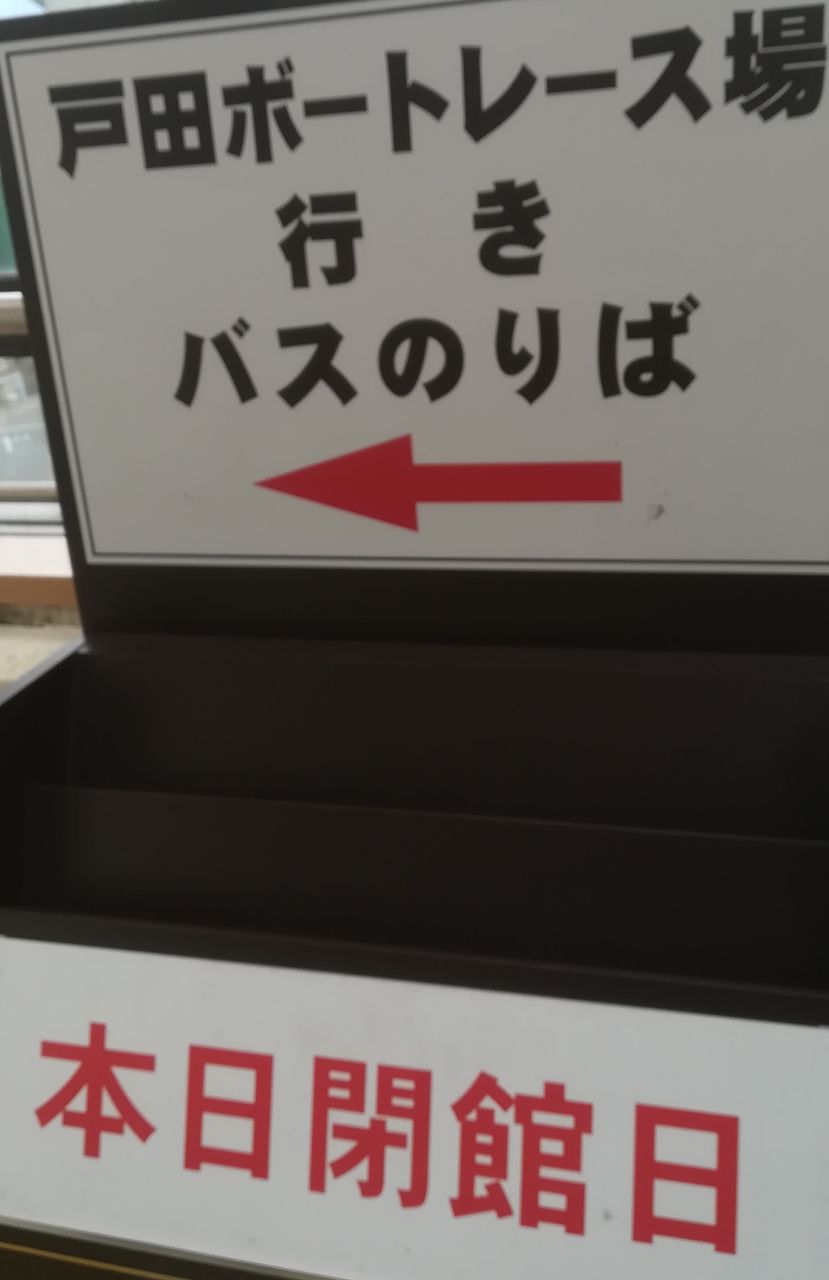 戸田ボートレース場
行き
バスのりば
本日閉館日